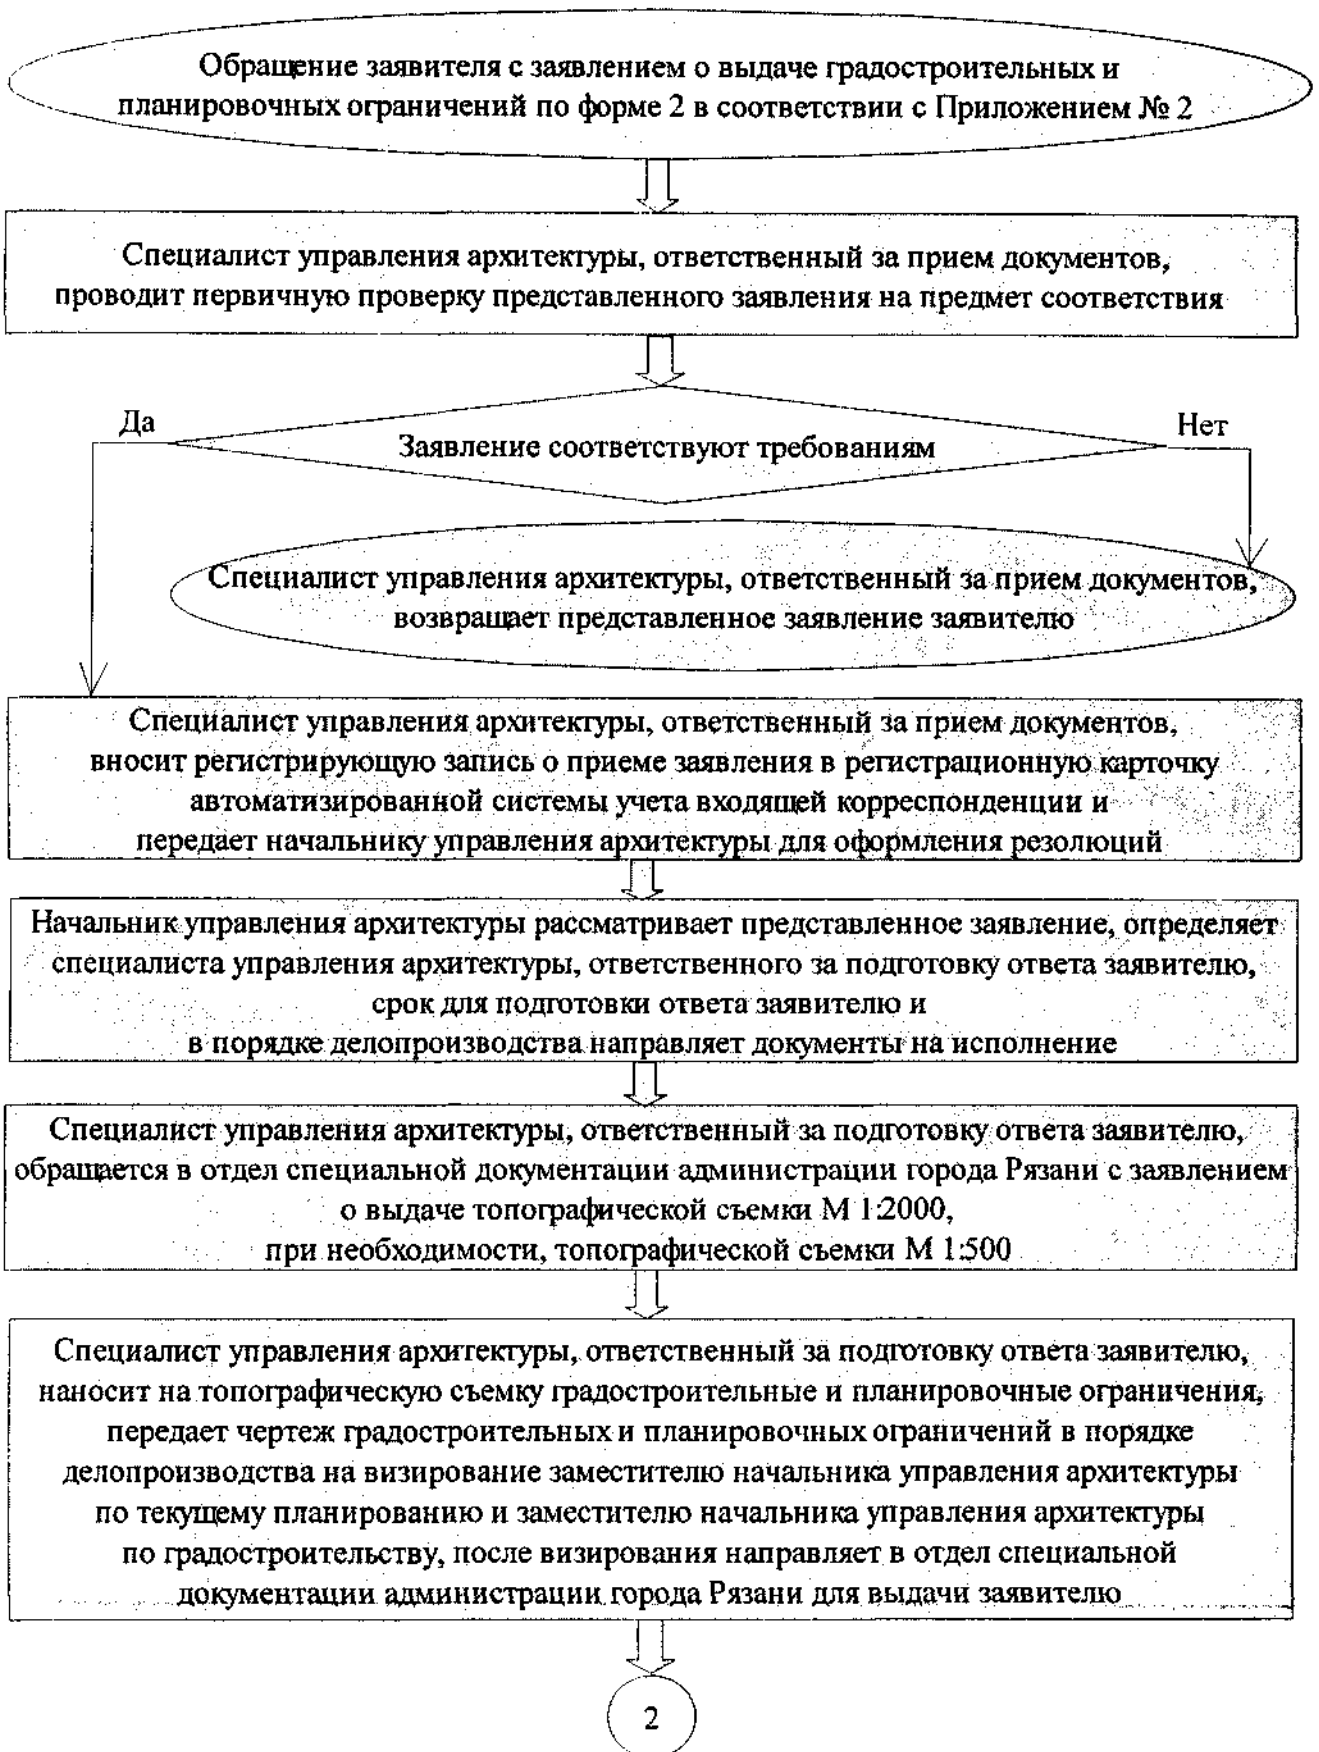 Обращение заявителя с заявлением о выдаче градостроительных и
планировочных ограничений по форме 2 в соответствии с Приложением № 2
Специалист управления архитектуры, ответственный за прием документов,
проводит первичную проверку представленного заявления на предмет соответствия
Да
Нет
Заявление соответствуют требованиям
Специалист управления архитектуры, ответственный за прием документов,
возвращает представленное заявление заявителю
Специалист управления архитектуры, ответственный за прием документов,
вносит регистрирующую запись о приеме заявления в регистрационную карточку
автоматизированной системы учета входящей корреспонденции и
передает начальнику управления архитектуры для оформления резолюций
Начальник управления архитектуры рассматривает представленное заявление, определяет
специалиста управления архитектуры, ответственного за подготовку ответа заявителю,
срок для подготовки ответа заявителю и
в порядке делопроизводства направляет документы на исполнение
Специалист управления архитектуры, ответственный за подготовку ответа заявителю,
обращается в отдел специальной документации администрации города Рязани с заявлением
о выдаче топографической съемки М 1:2000,
при необходимости, топографической съемки М 1:500
Специалист управления архитектуры, ответственный за подготовку ответа заявителю,
наносит на топографическую съемку градостроительные и планировочные ограничения,
передает чертеж градостроительных и планировочных ограничений в порядке
делопроизводства на визирование заместителю начальника управления архитектуры
по текущему планированию и заместителю начальника управления архитектуры
по градостроительству, после визирования направляет в отдел специальной
документации администрации города Рязани для выдачи заявителю
2